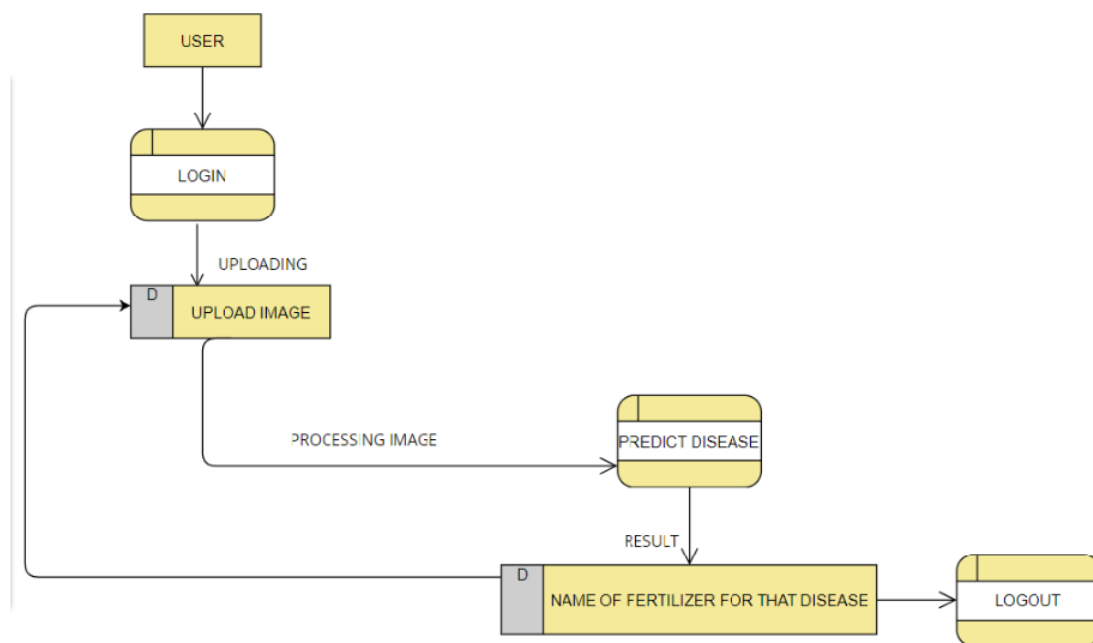 USER
LOGIN
UPLOADING
D
UPLOAD IMAGE
PROCESSING IMAGE
PREDICT DISEASE
RESULT
D
NAME OF FERTILIZER FOR THAT DISEASE
LOGOUT